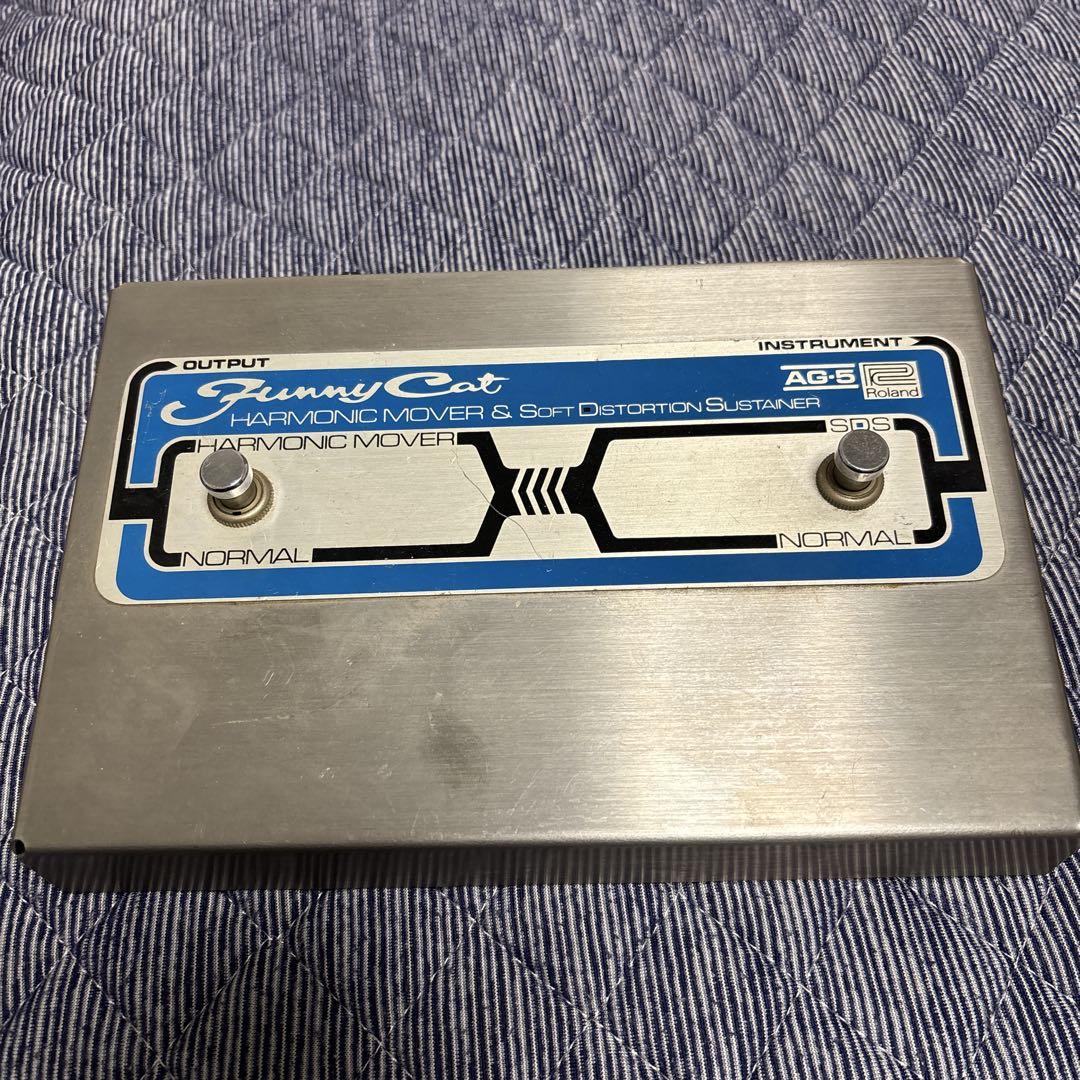 OUTPUT
INSTRUMENT
Funny Cat
AG-5
Roland
HARMONIC MOVER & SOFT DISTORTION SUSTAINER
HARMONIC MOVER
SDS
NORMAL
NORMAL